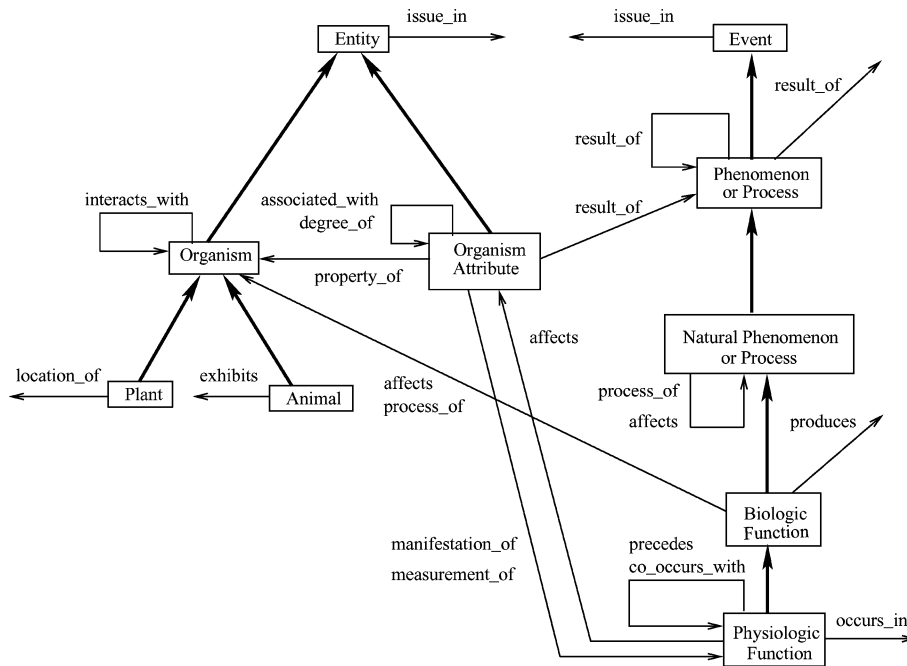 issue_in
issue_in
Entity
Event
result_of
result_of
Phenomenon
or Process
interacts_with
associated_with
degree_of
result_of
Organism
Organism
Attribute
property_of
affects
Natural Phenomenon
or Process
location_of
exhibits
affects
process_of
process_of
affects
Plant
Animal
produces
Biologic
Function
manifestation_of
measurement_of
precedes
co_occurs_with
occurs_in
Physiologic
Function